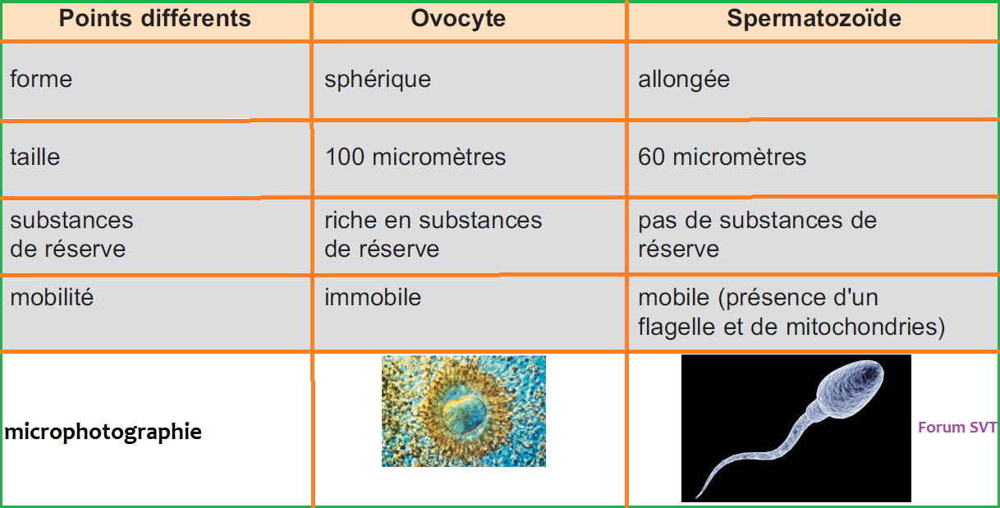 Points différents Ovocyte Spermatozoïde
forme sphérique allongée
taille 100 micromètres 60 micromètres
substances riche en substances pas de substances de
de réserve de réserve réserve
mobilité immobile mobile (présence d'un
flagelle et de mitochondries)
microphotographie Forum SVT